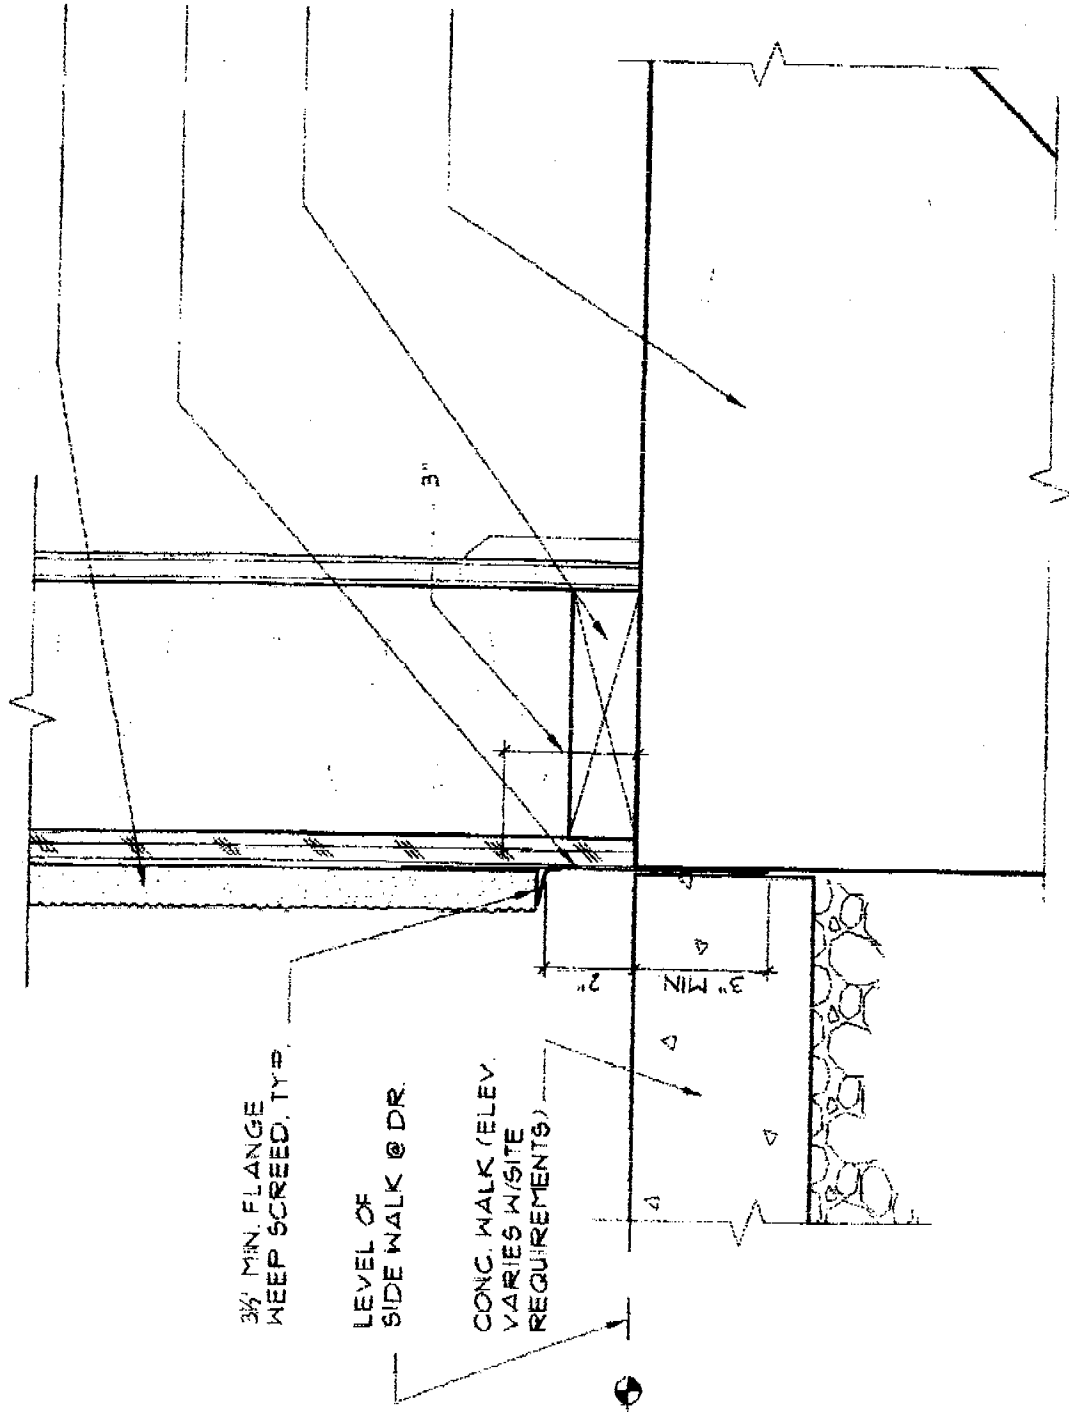 3½" MIN. FLANGE
WEEP SCREED, TYP.
LEVEL OF
SIDE WALK @ DR.
CONC. WALK (ELEV.
VARIES W/SITE
REQUIREMENTS)
2"
3" MIN
3"